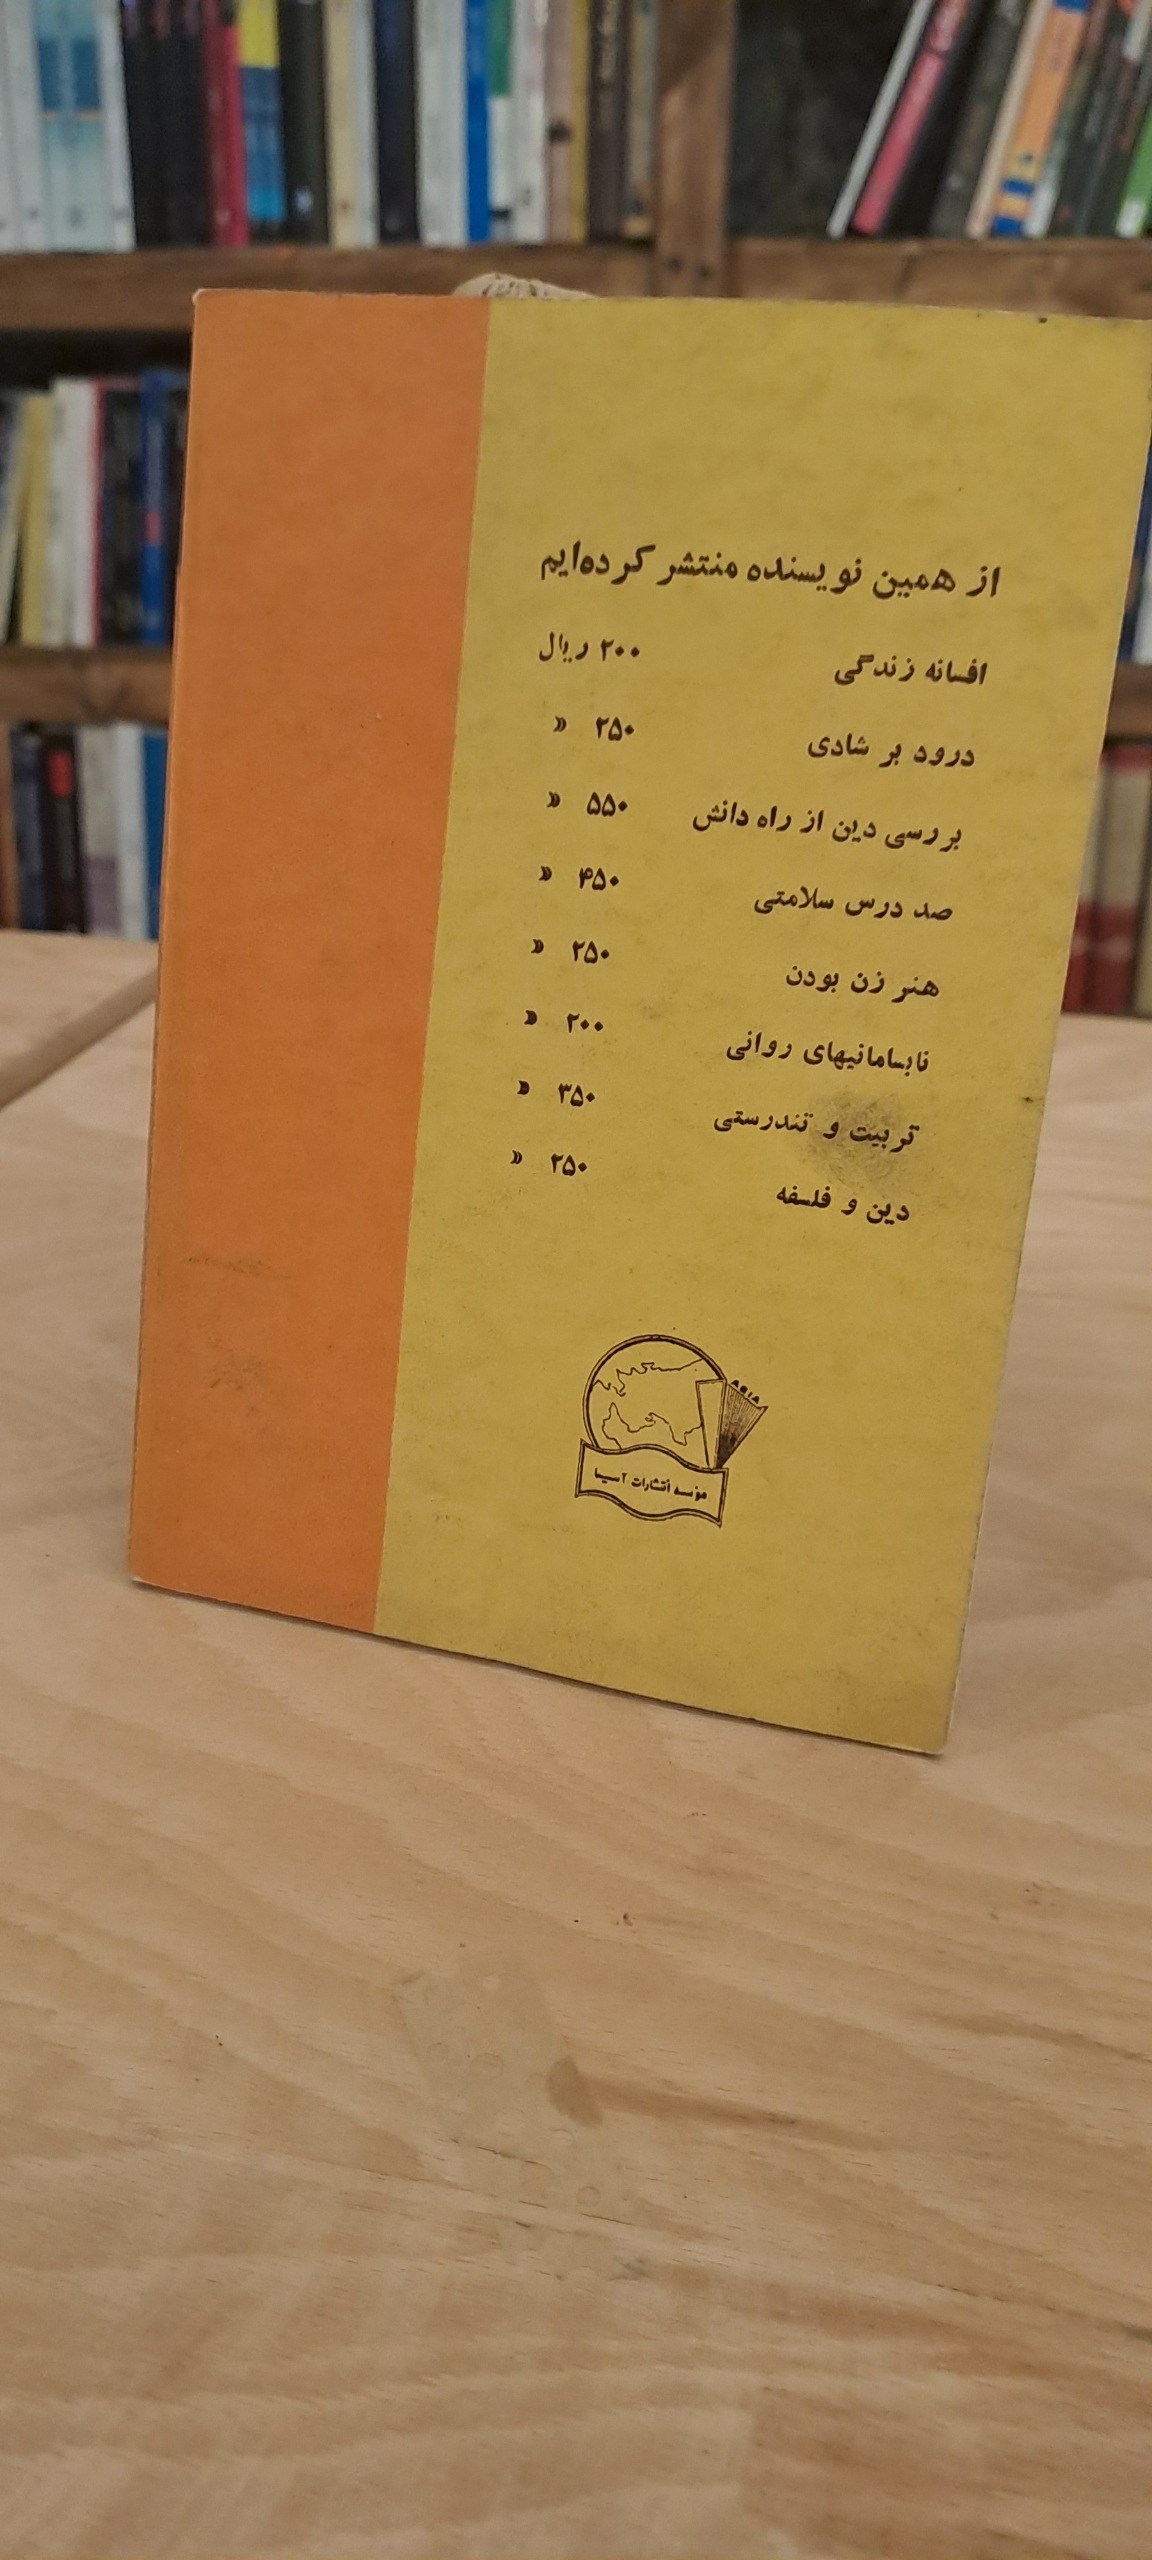 از همین نویسنده منتشر کرده‌ایم
افسانه زندگی ۲۰۰ ریال
درود بر شادی ۲۵۰ »
بررسی دین از راه دانش ۵۵۰ »
صد درس سلامتی ۴۵۰ »
هنر زن بودن ۲۵۰ »
نابسامانیهای روانی ۲۰۰ »
تربیت و تندرستی ۳۵۰ »
دین و فلسفه ۲۵۰ »
ASIA
مؤسسه انتشارات آسیا